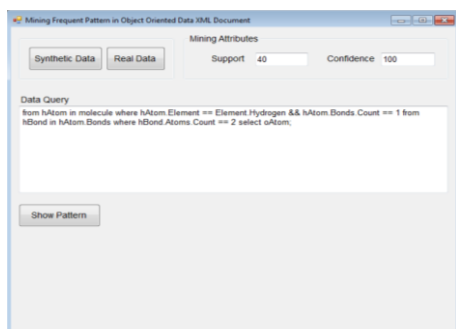 Mining Frequent Pattern in Object Oriented Data XML Document
Mining Attributes
Synthetic Data Real Data Support 40 Confidence 100
Data Query
from hAtom in molecule where hAtom.Element == Element.Hydrogen && hAtom.Bonds.Count == 1 from
hBond in hAtom.Bonds where hBond.Atoms.Count == 2 select oAtom;
Show Pattern